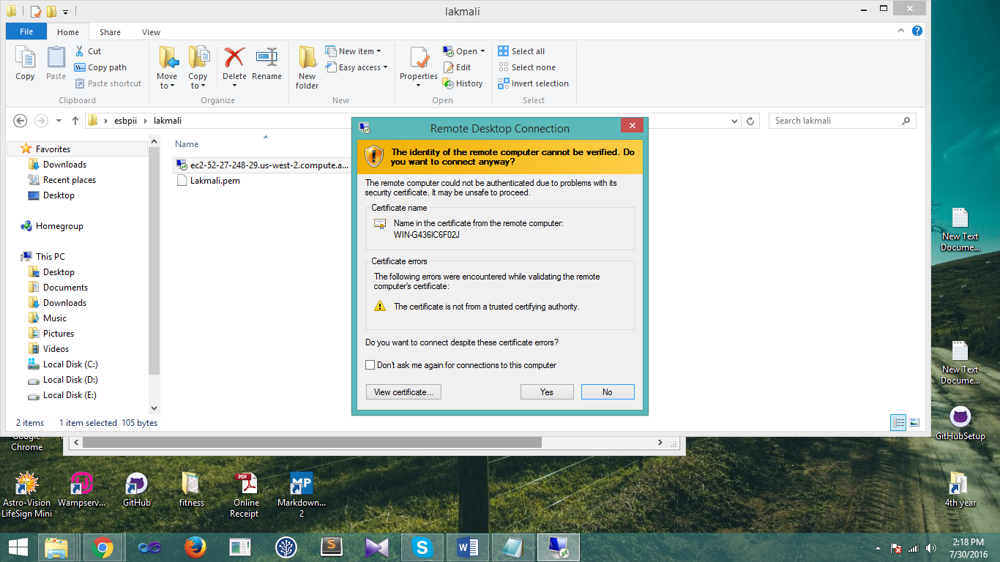 lakmali
File
Home
Share
View
Copy
Paste
Cut
Copy path
Paste shortcut
Clipboard
Move
to
Copy
to
Delete
Rename
Organize
New
folder
New item
Easy access
New
Properties
Open
Edit
History
Open
Select all
Select none
Invert selection
Select
esbpii
lakmali
Search lakmali
Favorites
Downloads
Recent places
Desktop
Homegroup
This PC
Desktop
Documents
Downloads
Music
Pictures
Videos
Local Disk (C:)
Local Disk (D:)
Local Disk (E:)
Name
ec2-52-27-248-29.us-west-2.compute.a...
Lakmali.pem
2 items
1 item selected 105 bytes
Remote Desktop Connection
The identity of the remote computer cannot be verified. Do
you want to connect anyway?
The remote computer could not be authenticated due to problems with its
security certificate. It may be unsafe to proceed.
Certificate name
Name in the certificate from the remote computer:
WIN-G436IC6F02J
Certificate errors
The following errors were encountered while validating the remote
computer's certificate:
The certificate is not from a trusted certifying authority.
Do you want to connect despite these certificate errors?
Don't ask me again for connections to this computer
View certificate...
Yes
No
New Text
Docume...
New Text
Docume...
GitHubSetup
4th year
Google
Chrome
Astro-Vision
LifeSign Mini
Wampserv...
GitHub
fitness
PDF
Online
Receipt
MP
Markdown...
2
2:18 PM
7/30/2016